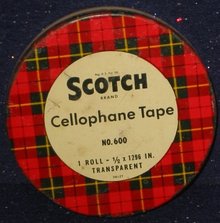 SCOTCH
BRAND
Cellophane Tape
NO. 600
1 ROLL - ½ X 1296 IN.
TRANSPARENT